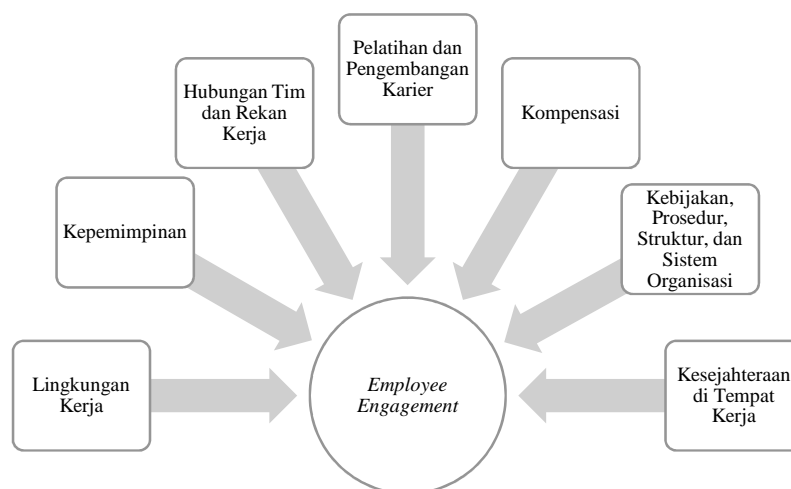 Pelatihan dan
Pengembangan
Karier
Hubungan Tim
dan Rekan
Kerja
Kompensasi
Kepemimpinan
Kebijakan,
Prosedur,
Struktur, dan
Sistem
Organisasi
Lingkungan
Kerja
Employee
Engagement
Kesejahteraan
di Tempat
Kerja